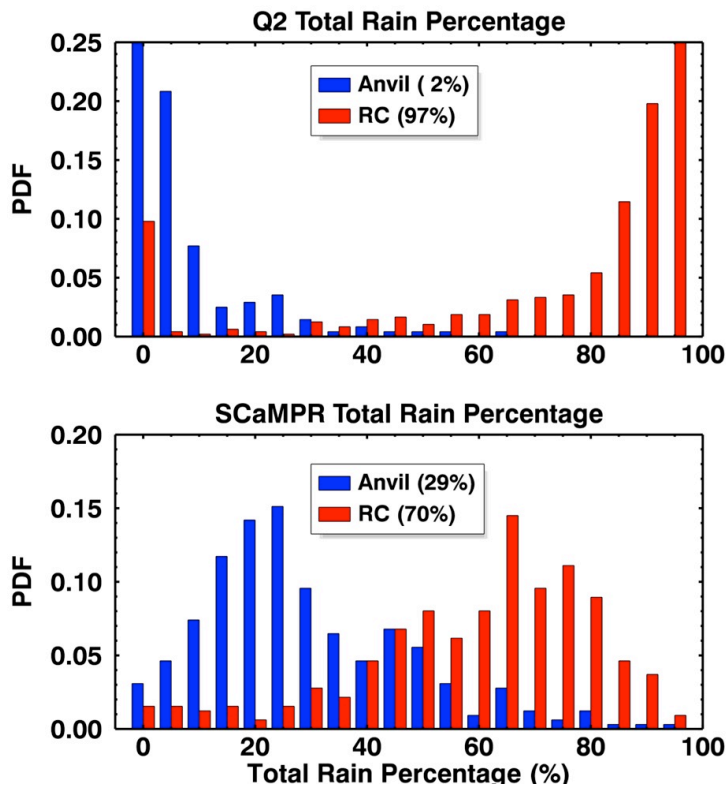 Q2 Total Rain Percentage
0.25
Anvil ( 2%)
0.20
RC (97%)
0.15
PDF
0.10
0.05
0.00
0 20 40 60 80 100
SCaMPR Total Rain Percentage
0.20
Anvil (29%)
RC (70%)
0.15
PDF
0.10
0.05
0.00
0 20 40 60 80 100
Total Rain Percentage (%)